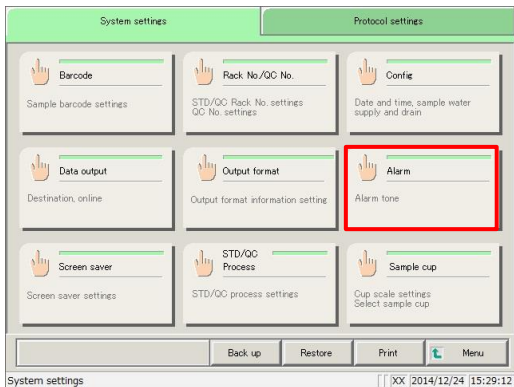 System settings
Protocol settings
Barcode
Sample barcode settings
Rack No./QC No.
STD/QC Rack No. settings
QC No. settings
Config
Date and time, sample water
supply and drain
Data output
Destination, online
Output format
Output format information setting
Alarm
Alarm tone
Screen saver
Screen saver settings
STD/QC
Process
STD/QC process settings
Sample cup
Cup scale settings
Select sample cup
Back up
Restore
Print
Menu
System settings
XX 2014/12/24 15:29:12